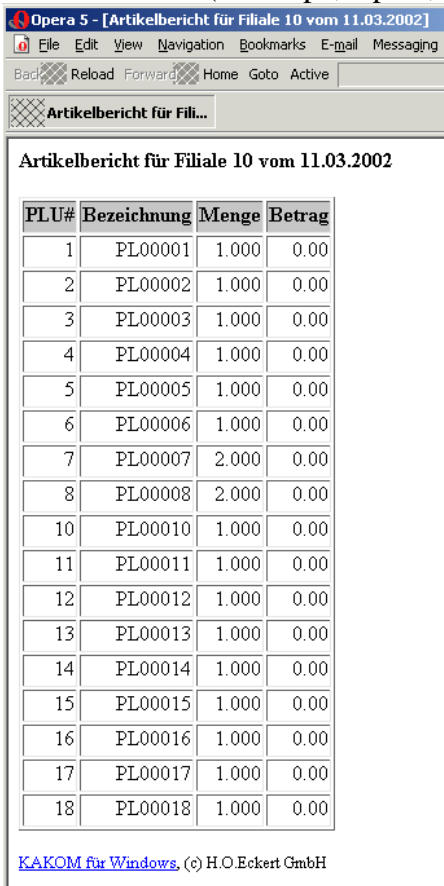 Opera 5 - [Artikelbericht für Filiale 10 vom 11.03.2002]
File Edit View Navigation Bookmarks E-mail Messaging
Back Reload Forward Home Goto Active
Artikelbericht für Fili...
Artikelbericht für Filiale 10 vom 11.03.2002
PLU# Bezeichnung Menge Betrag
1 PL00001 1.000 0.00
2 PL00002 1.000 0.00
3 PL00003 1.000 0.00
4 PL00004 1.000 0.00
5 PL00005 1.000 0.00
6 PL00006 1.000 0.00
7 PL00007 2.000 0.00
8 PL00008 2.000 0.00
10 PL00010 1.000 0.00
11 PL00011 1.000 0.00
12 PL00012 1.000 0.00
13 PL00013 1.000 0.00
14 PL00014 1.000 0.00
15 PL00015 1.000 0.00
16 PL00016 1.000 0.00
17 PL00017 1.000 0.00
18 PL00018 1.000 0.00
KAKOM für Windows, (c) H.O.Eckert GmbH